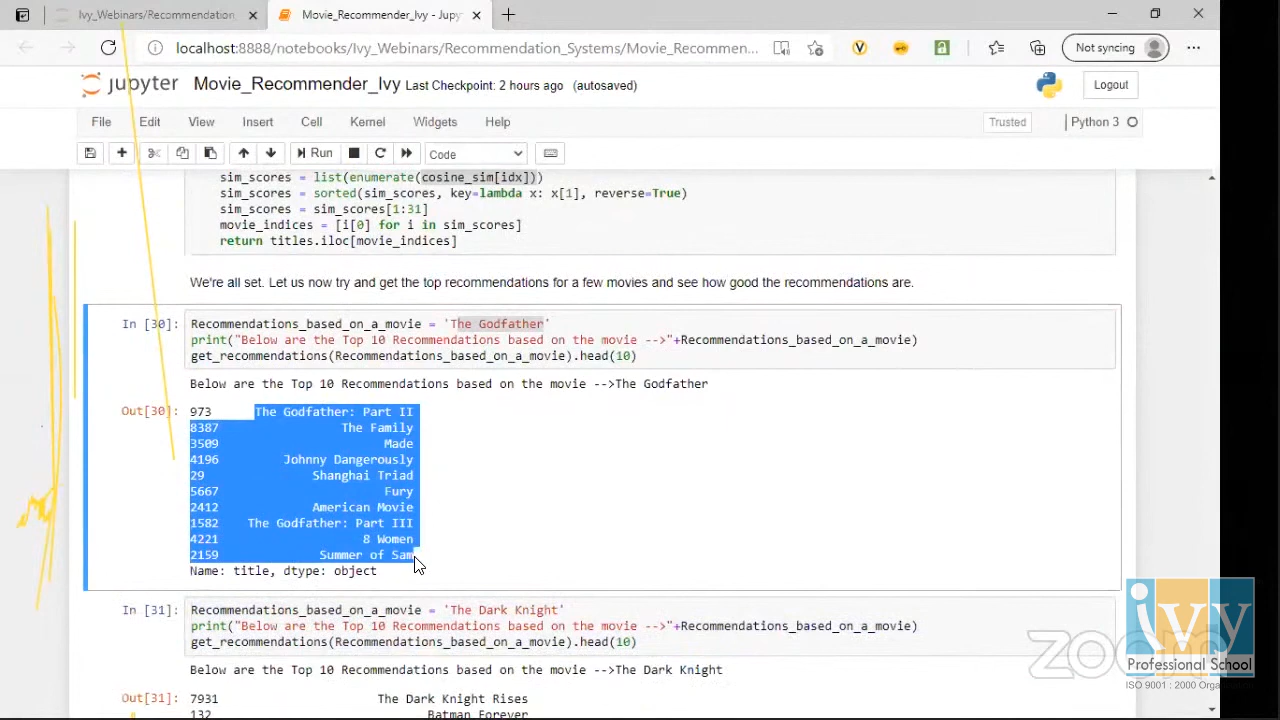 Ivy_Webinars/Recommendation
Movie_Recommender_Ivy - Jupy
localhost:8888/notebooks/Ivy_Webinars/Recommendation_Systems/Movie_Recommen...
Not syncing
jupyter Movie_Recommender_Ivy Last Checkpoint: 2 hours ago (autosaved)
Logout
File Edit View Insert Cell Kernel Widgets Help
Trusted
Python 3
Run
Code
sim_scores = list(enumerate(cosine_sim[idx]))
sim_scores = sorted(sim_scores, key=lambda x: x[1], reverse=True)
sim_scores = sim_scores[1:31]
movie_indices = [i[0] for i in sim_scores]
return titles.iloc[movie_indices]
We're all set. Let us now try and get the top recommendations for a few movies and see how good the recommendations are.
In [30]: Recommendations_based_on_a_movie = 'The Godfather'
print("Below are the Top 10 Recommendations based on the movie -->"+Recommendations_based_on_a_movie)
get_recommendations(Recommendations_based_on_a_movie).head(10)
Below are the Top 10 Recommendations based on the movie -->The Godfather
Out[30]: 973 The Godfather: Part II
8387 The Family
3509 Made
4196 Johnny Dangerously
29 Shanghai Triad
5667 Fury
2412 American Movie
1582 The Godfather: Part III
4221 8 Women
2159 Summer of Sam
Name: title, dtype: object
In [31]: Recommendations_based_on_a_movie = 'The Dark Knight'
print("Below are the Top 10 Recommendations based on the movie -->"+Recommendations_based_on_a_movie)
get_recommendations(Recommendations_based_on_a_movie).head(10)
Below are the Top 10 Recommendations based on the movie -->The Dark Knight
Out[31]: 7931 The Dark Knight Rises
132 Batman Forever
zoom
ivy
Professional School
ISO 9001 : 2000